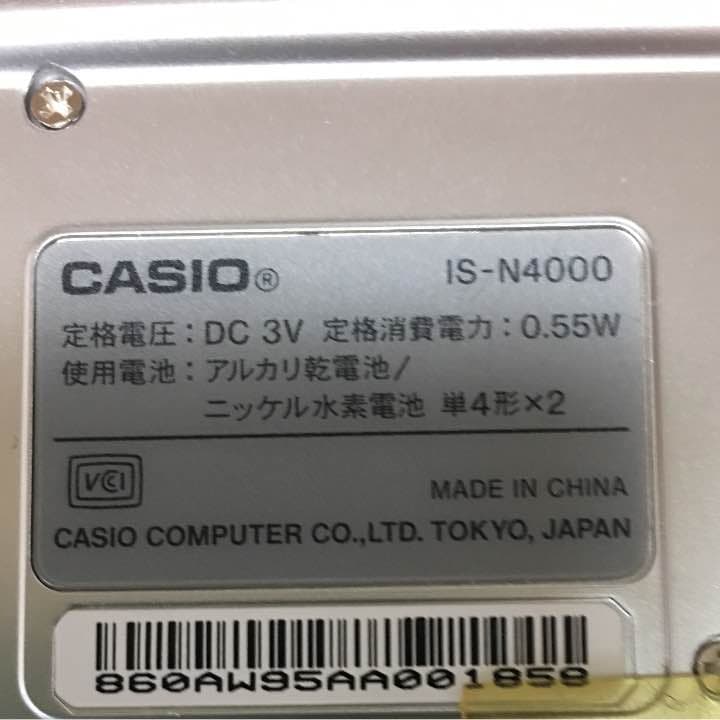 CASIO® IS-N4000
定格電圧：DC 3V 定格消費電力：0.55W
使用電池：アルカリ乾電池/
ニッケル水素電池 単4形×2
VCCI MADE IN CHINA
CASIO COMPUTER CO.,LTD. TOKYO, JAPAN
860AW95AA001858